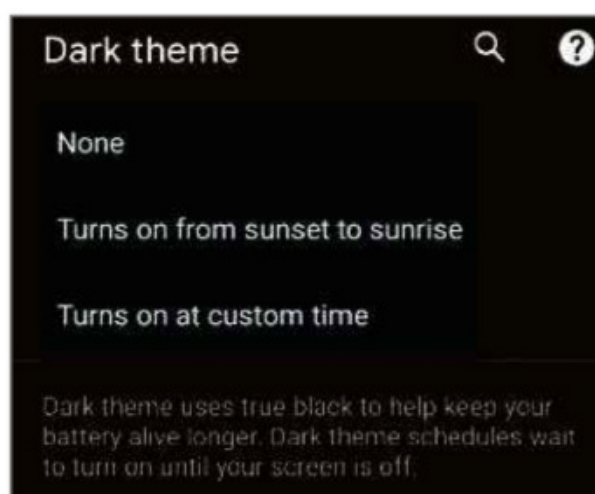 Dark theme
None
Turns on from sunset to sunrise
Turns on at custom time
Dark theme uses true black to help keep your
battery alive longer. Dark theme schedules wait
to turn on until your screen is off.